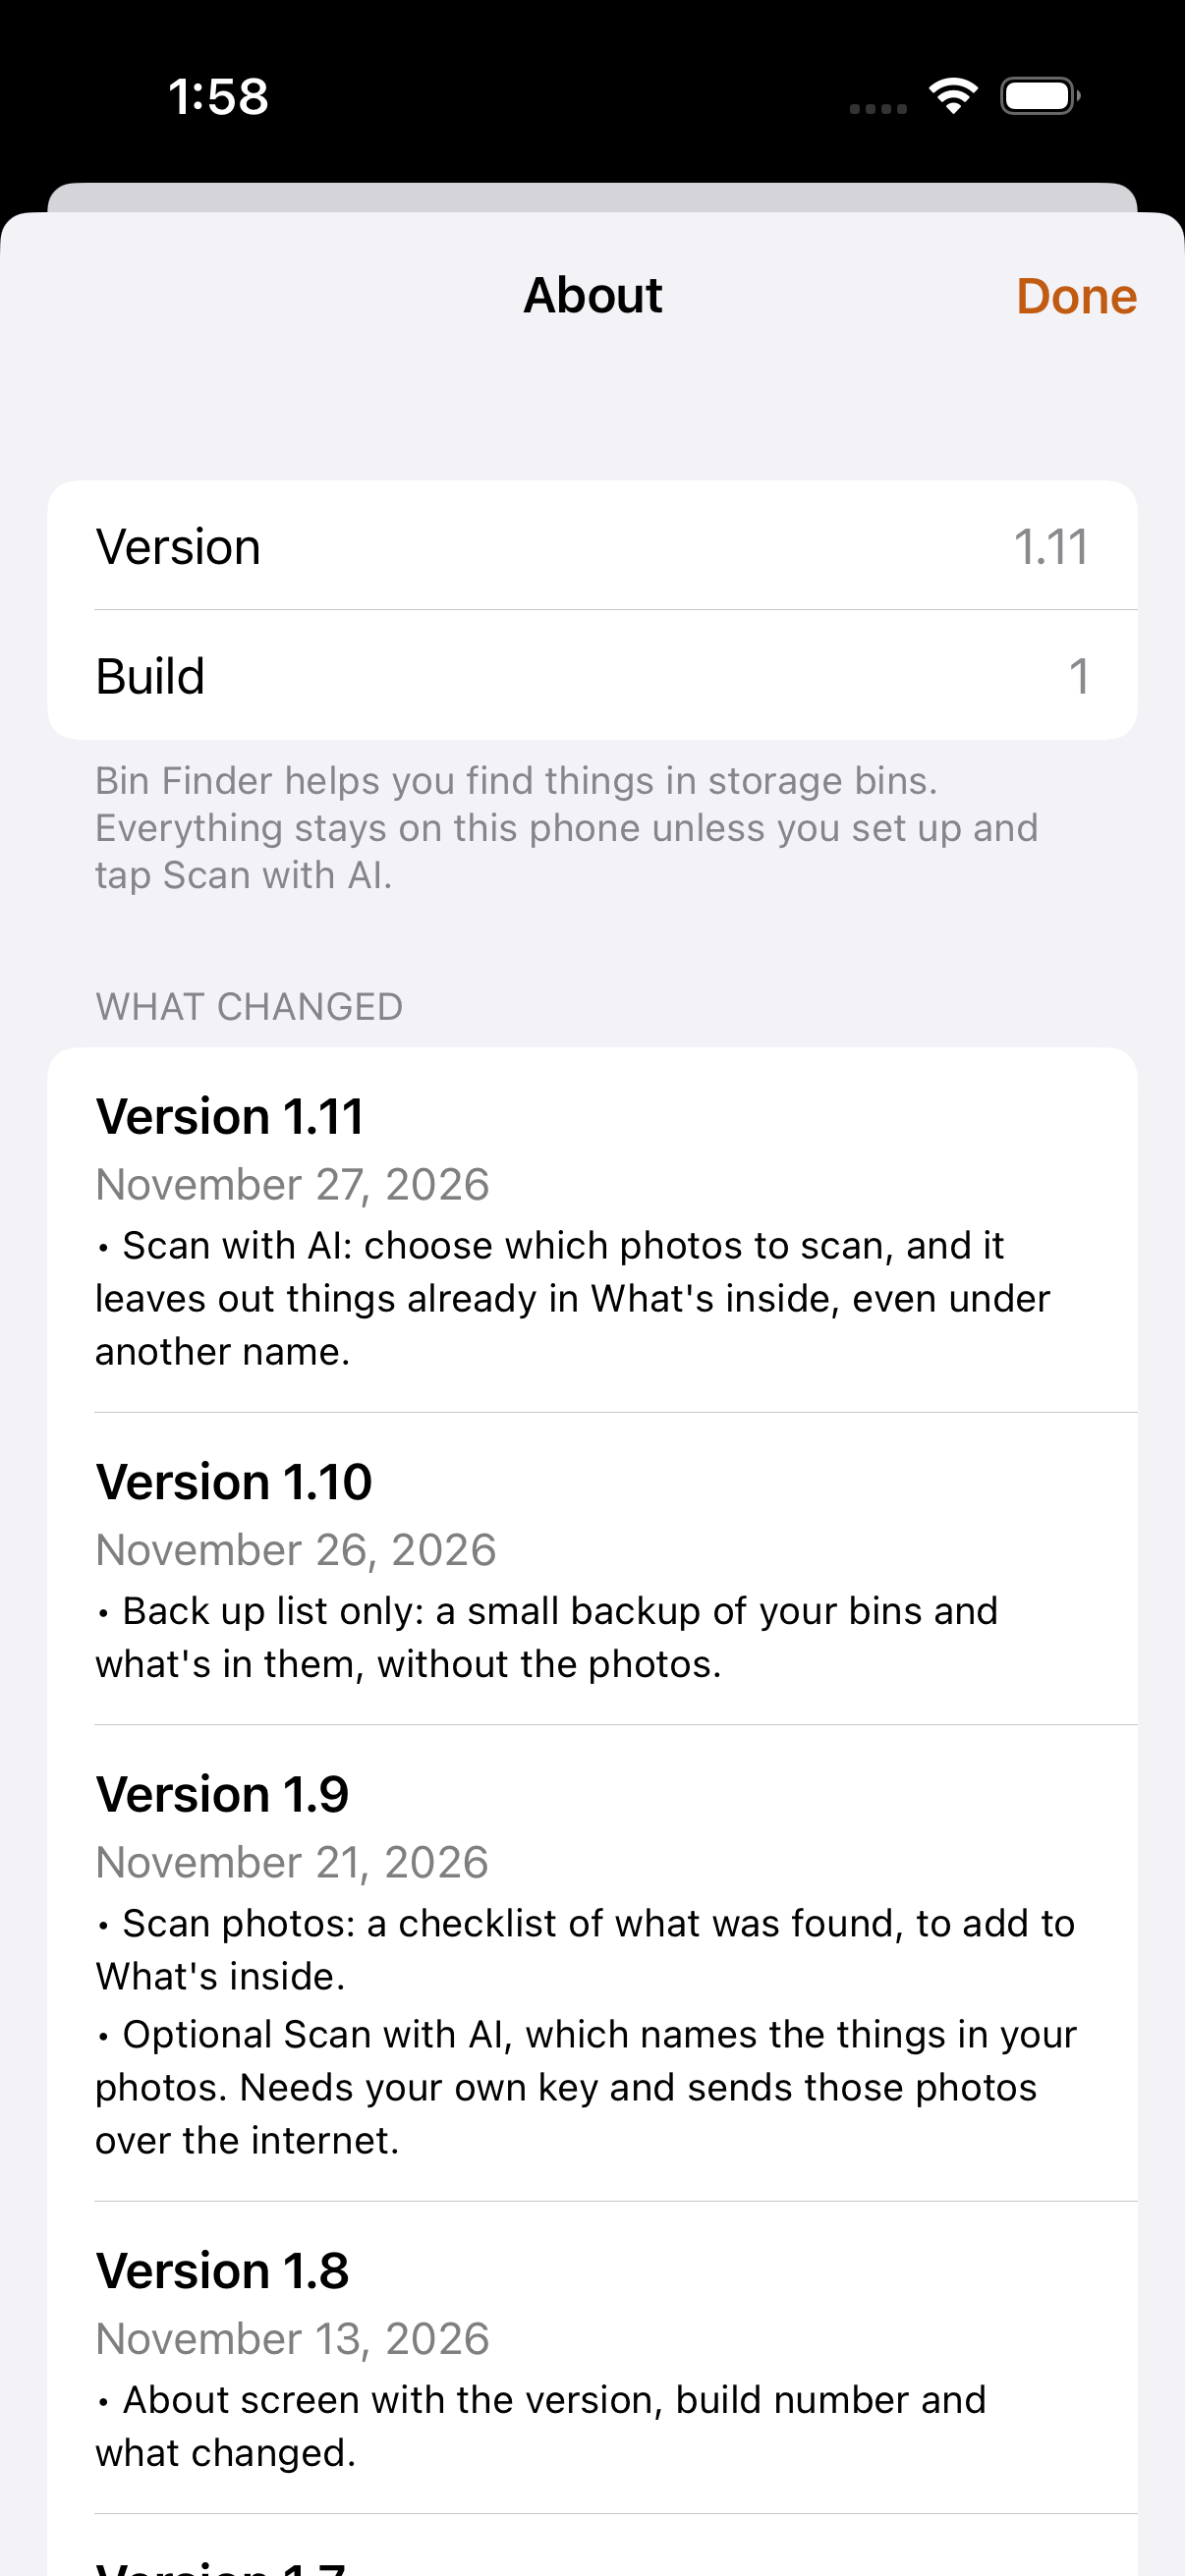 1:58
About
Done
Version
1.11
Build
1
Bin Finder helps you find things in storage bins.
Everything stays on this phone unless you set up and
tap Scan with AI.
WHAT CHANGED
Version 1.11
November 27, 2026
• Scan with AI: choose which photos to scan, and it
leaves out things already in What's inside, even under
another name.
Version 1.10
November 26, 2026
• Back up list only: a small backup of your bins and
what's in them, without the photos.
Version 1.9
November 21, 2026
• Scan photos: a checklist of what was found, to add to
What's inside.
• Optional Scan with AI, which names the things in your
photos. Needs your own key and sends those photos
over the internet.
Version 1.8
November 13, 2026
• About screen with the version, build number and
what changed.
Version 1.7